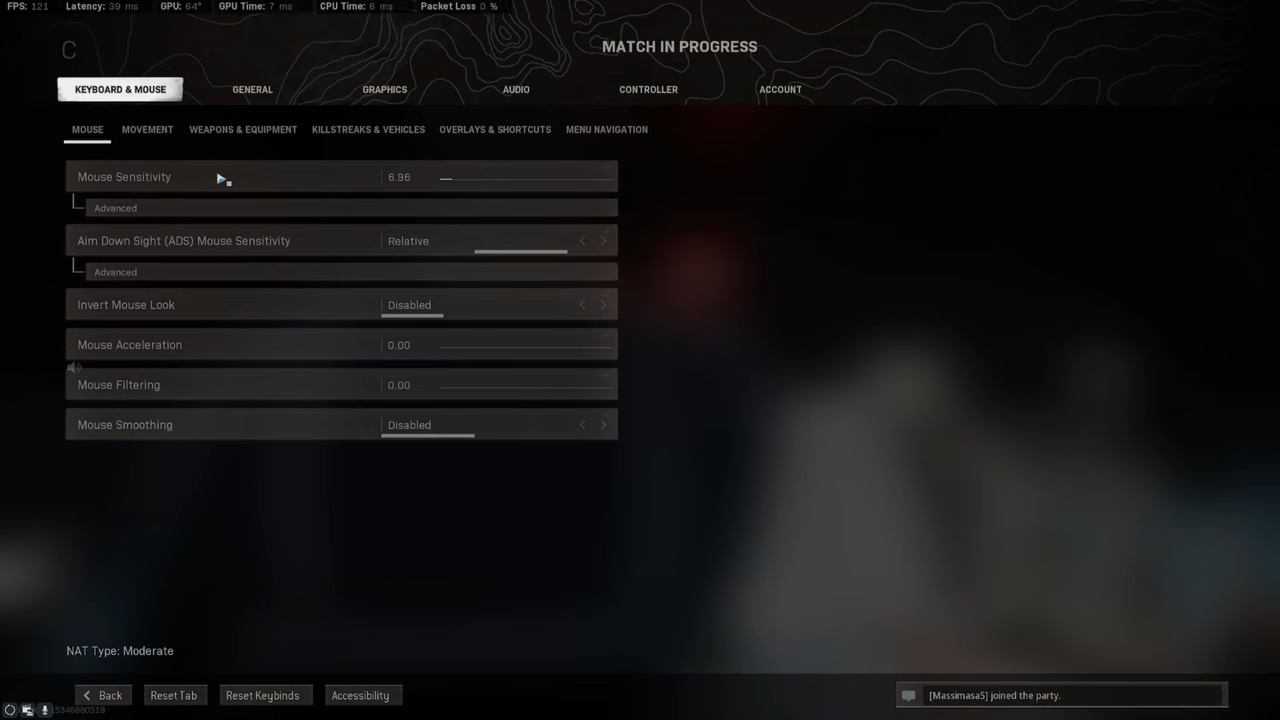 FPS: 121 Latency: 39 ms GPU: 64° GPU Time: 7 ms CPU Time: 6 ms Packet Loss 0 %
C MATCH IN PROGRESS
KEYBOARD & MOUSE GENERAL GRAPHICS AUDIO CONTROLLER ACCOUNT
MOUSE MOVEMENT WEAPONS & EQUIPMENT KILLSTREAKS & VEHICLES OVERLAYS & SHORTCUTS MENU NAVIGATION
Mouse Sensitivity 6.96
Advanced
Aim Down Sight (ADS) Mouse Sensitivity Relative
Advanced
Invert Mouse Look Disabled
Mouse Acceleration 0.00
Mouse Filtering 0.00
Mouse Smoothing Disabled
NAT Type: Moderate
Back Reset Tab Reset Keybinds Accessibility
[Massimasa5] joined the party.